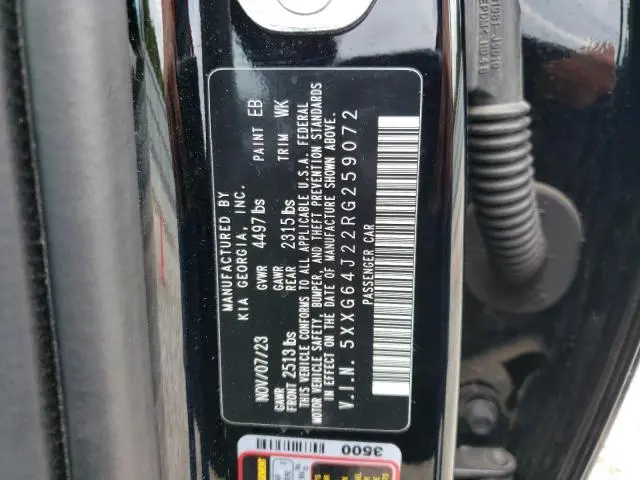 MANUFACTURED BY
KIA GEORGIA, INC.
NOV/07/23 GVWR 4497lbs PAINT EB
GAWR FRONT 2513lbs GAWR REAR 2315lbs TRIM WK
THIS VEHICLE CONFORMS TO ALL APPLICABLE U.S.A. FEDERAL
MOTOR VEHICLE SAFETY, BUMPER, AND THEFT PREVENTION STANDARDS
IN EFFECT ON THE DATE OF MANUFACTURE SHOWN ABOVE.
V.I.N. 5XXG64J22RG259072
PASSENGER CAR
3500